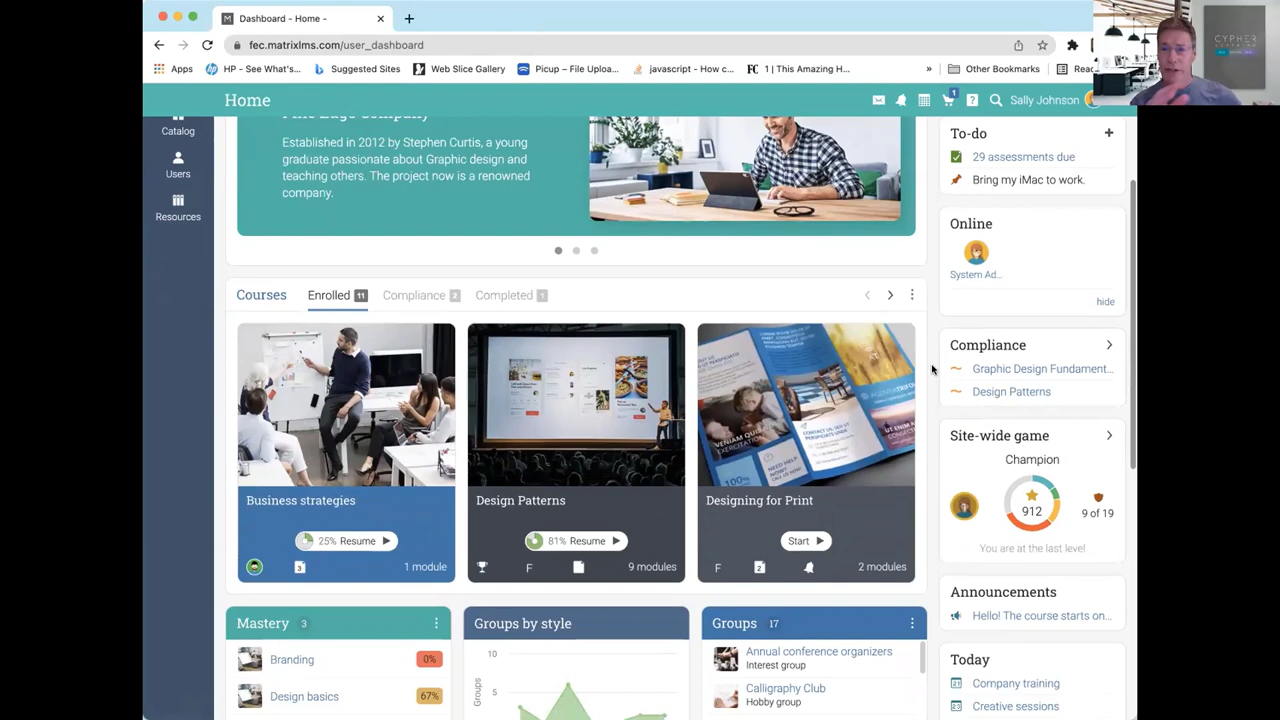 Dashboard - Home -
fec.matrixlms.com/user_dashboard
Apps
HP - See What's...
Suggested Sites
Web Slice Gallery
Picup – File Uploa...
javascript - How c...
1 | This Amazing H...
»
Other Bookmarks
CYPHER
Home
1
Sally Johnson
Catalog
Users
Resources
Established in 2012 by Stephen Curtis, a young
graduate passionate about Graphic design and
teaching others. The project now is a renowned
company.
To-do
29 assessments due
Bring my iMac to work.
Online
System Ad...
hide
Courses
Enrolled 11
Compliance 2
Completed 1
Compliance
Graphic Design Fundament...
Design Patterns
Site-wide game
Champion
912
9 of 19
You are at the last level
Business strategies
25% Resume
3
1 module
Design Patterns
81% Resume
F
9 modules
Designing for Print
Start
F
2
2 modules
Announcements
Hello! The course starts on...
Mastery 3
Branding
0%
Design basics
67%
Groups by style
10
5
Groups
Groups 17
Annual conference organizers
Interest group
Calligraphy Club
Hobby group
Today
Company training
Creative sessions